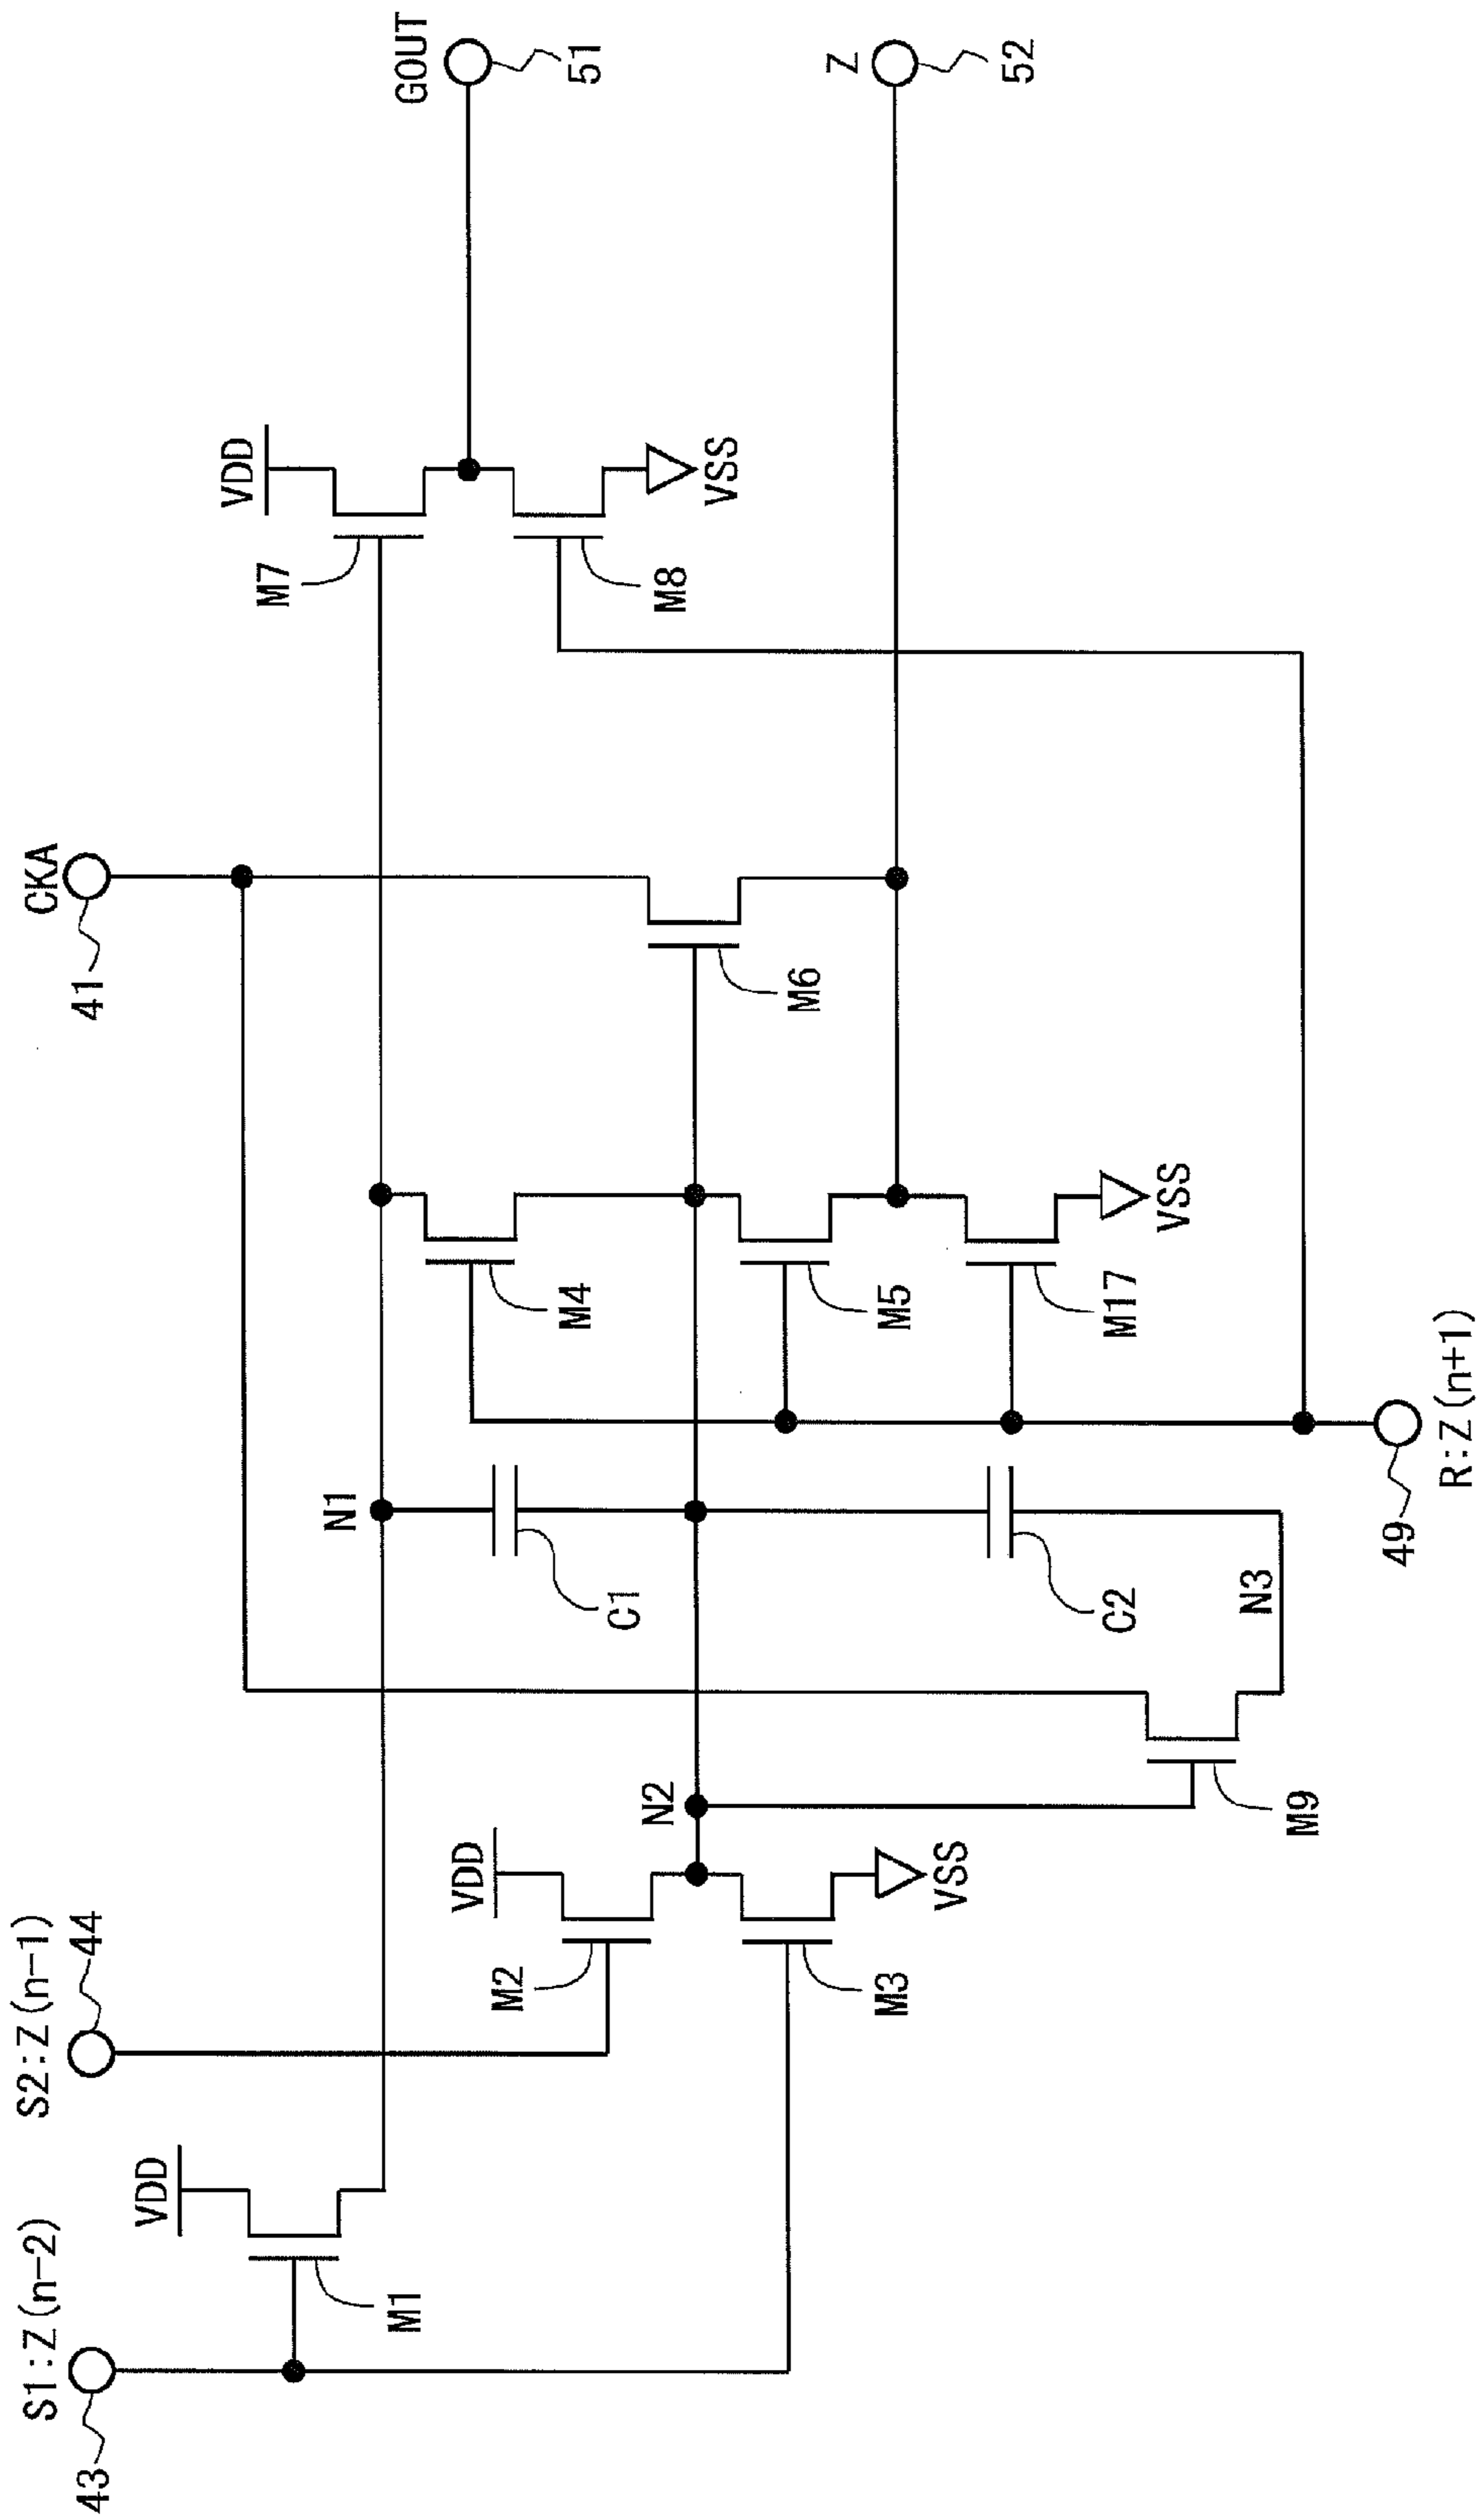 S1:Z(n-2)
43
S2:Z(n-1)
44
CKA
41
VDD
M1
VDD
M2
N2
M3
VSS
M9
N3
N1
C1
C2
M4
M5
M17
VSS
49
R:Z(n+1)
M6
VDD
M7
M8
VSS
GOUT
51
Z
52